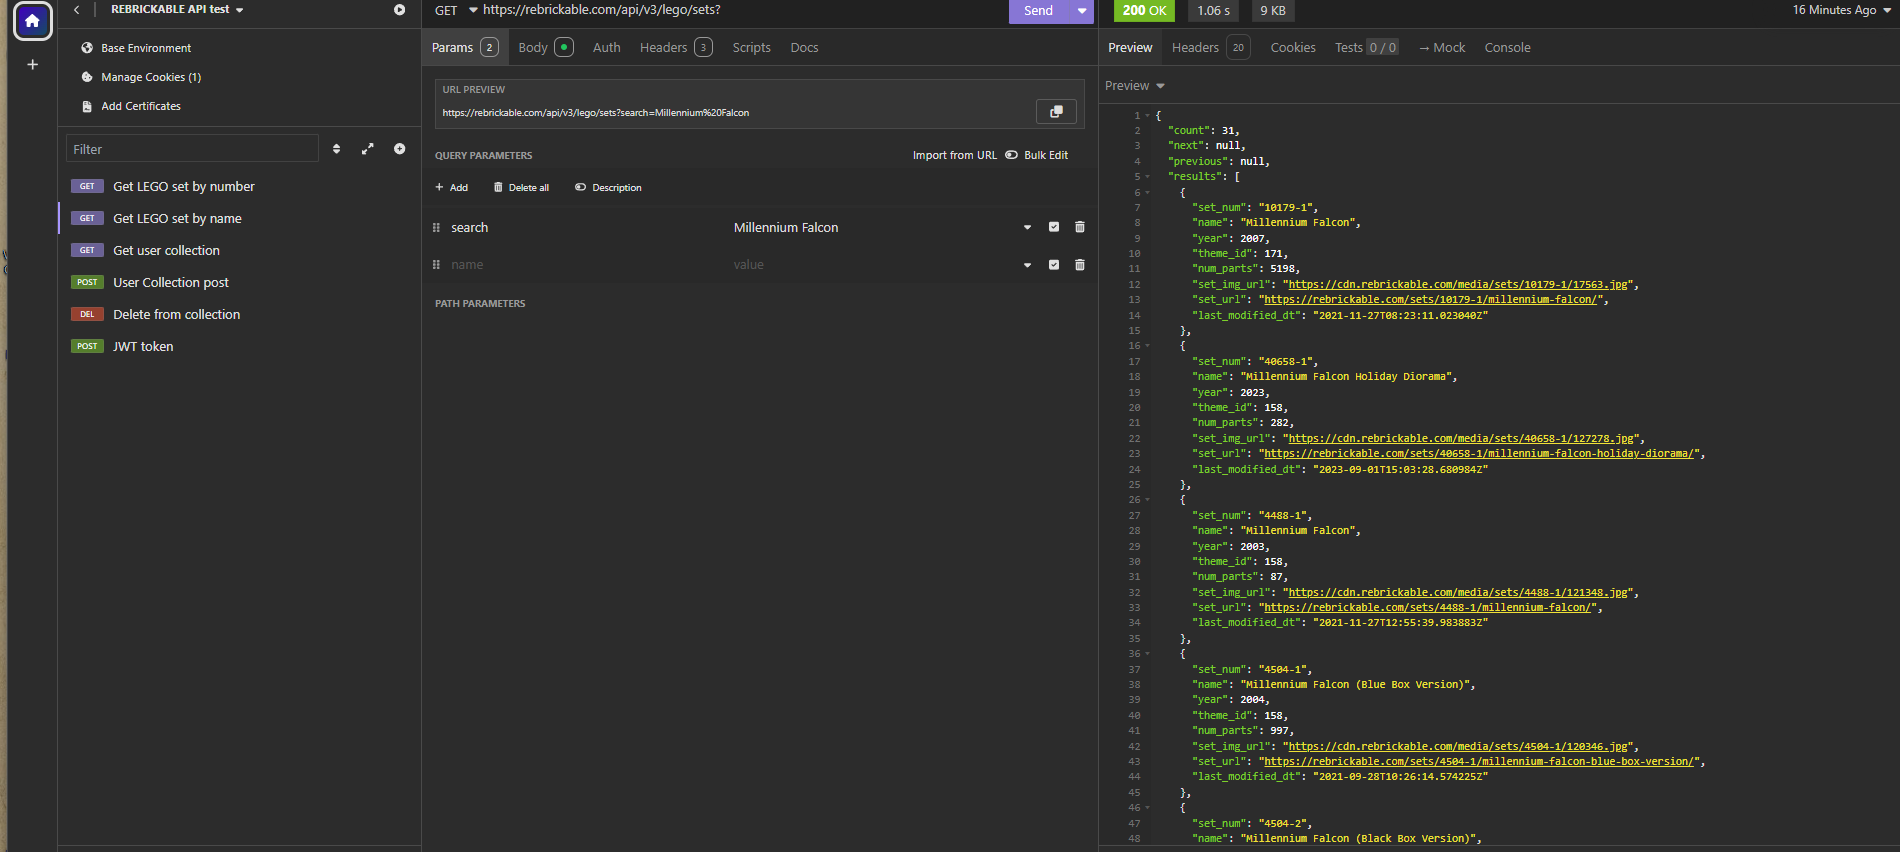 REBRICKABLE API test
Base Environment
Manage Cookies (1)
Add Certificates
Filter
GET Get LEGO set by number
GET Get LEGO set by name
GET Get user collection
POST User Collection post
DEL Delete from collection
POST JWT token
GET https://rebrickable.com/api/v3/lego/sets?
Send
Params 2 Body Auth Headers 3 Scripts Docs
URL PREVIEW
https://rebrickable.com/api/v3/lego/sets?search=Millennium%20Falcon
QUERY PARAMETERS Import from URL Bulk Edit
+ Add Delete all Description
search Millennium Falcon
name value
PATH PARAMETERS
200 OK 1.06 s 9 KB 16 Minutes Ago
Preview Headers 20 Cookies Tests 0 / 0 → Mock Console
Preview
1 {
2 "count": 31,
3 "next": null,
4 "previous": null,
5 "results": [
6 {
7 "set_num": "10179-1",
8 "name": "Millennium Falcon",
9 "year": 2007,
10 "theme_id": 171,
11 "num_parts": 5198,
12 "set_img_url": "https://cdn.rebrickable.com/media/sets/10179-1/17563.jpg",
13 "set_url": "https://rebrickable.com/sets/10179-1/millennium-falcon/",
14 "last_modified_dt": "2021-11-27T08:23:11.023040Z"
15 },
16 {
17 "set_num": "40658-1",
18 "name": "Millennium Falcon Holiday Diorama",
19 "year": 2023,
20 "theme_id": 158,
21 "num_parts": 282,
22 "set_img_url": "https://cdn.rebrickable.com/media/sets/40658-1/127278.jpg",
23 "set_url": "https://rebrickable.com/sets/40658-1/millennium-falcon-holiday-diorama/",
24 "last_modified_dt": "2023-09-01T15:03:28.680984Z"
25 },
26 {
27 "set_num": "4488-1",
28 "name": "Millennium Falcon",
29 "year": 2003,
30 "theme_id": 158,
31 "num_parts": 87,
32 "set_img_url": "https://cdn.rebrickable.com/media/sets/4488-1/121348.jpg",
33 "set_url": "https://rebrickable.com/sets/4488-1/millennium-falcon/",
34 "last_modified_dt": "2021-11-27T12:55:39.983883Z"
35 },
36 {
37 "set_num": "4504-1",
38 "name": "Millennium Falcon (Blue Box Version)",
39 "year": 2004,
40 "theme_id": 158,
41 "num_parts": 997,
42 "set_img_url": "https://cdn.rebrickable.com/media/sets/4504-1/120346.jpg",
43 "set_url": "https://rebrickable.com/sets/4504-1/millennium-falcon-blue-box-version/",
44 "last_modified_dt": "2021-09-28T10:26:14.574225Z"
45 },
46 {
47 "set_num": "4504-2",
48 "name": "Millennium Falcon (Black Box Version)",